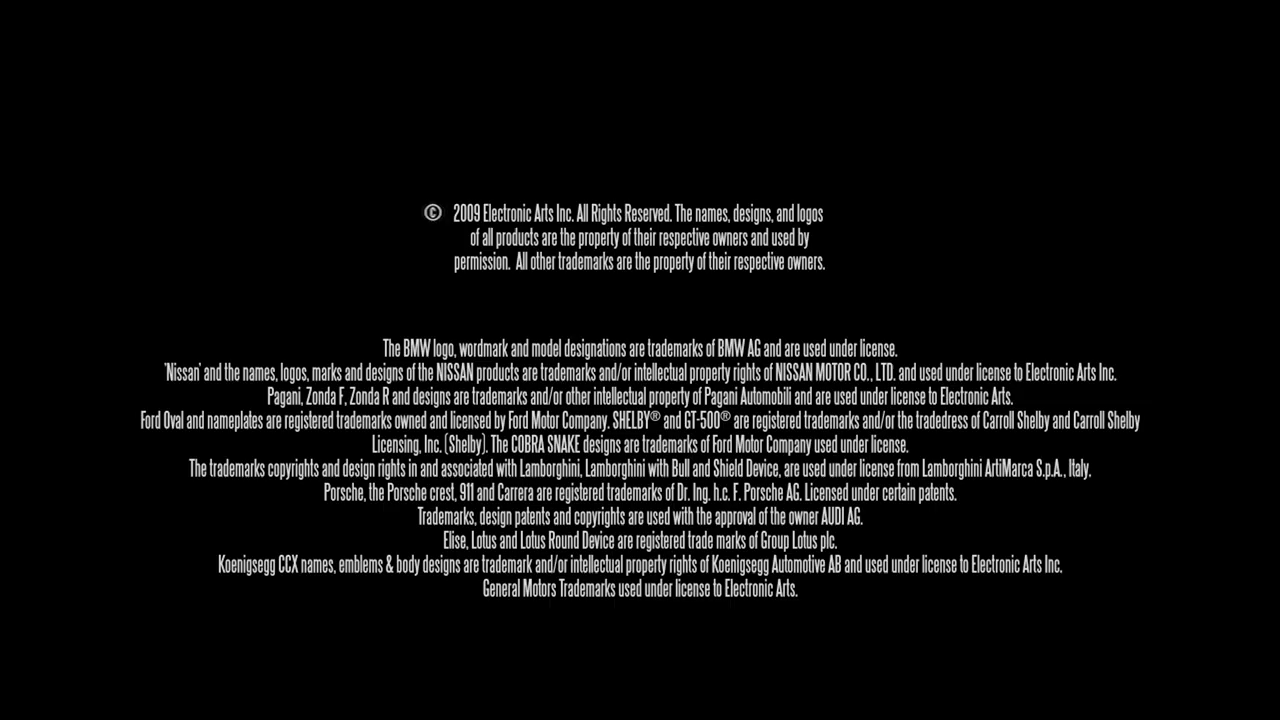 © 2009 Electronic Arts Inc. All Rights Reserved. The names, designs, and logos
of all products are the property of their respective owners and used by
permission. All other trademarks are the property of their respective owners.
The BMW logo, wordmark and model designations are trademarks of BMW AG and are used under license.
'Nissan' and the names, logos, marks and designs of the NISSAN products are trademarks and/or intellectual property rights of NISSAN MOTOR CO., LTD. and used under license to Electronic Arts Inc.
Pagani, Zonda F, Zonda R and designs are trademarks and/or other intellectual property of Pagani Automobili and are used under license to Electronic Arts.
Ford Oval and nameplates are registered trademarks owned and licensed by Ford Motor Company. SHELBY® and GT-500® are registered trademarks and/or the tradedress of Carroll Shelby and Carroll Shelby
Licensing, Inc. (Shelby). The COBRA SNAKE designs are trademarks of Ford Motor Company used under license.
The trademarks copyrights and design rights in and associated with Lamborghini, Lamborghini with Bull and Shield Device, are used under license from Lamborghini ArtiMarca S.p.A., Italy.
Porsche, the Porsche crest, 911 and Carrera are registered trademarks of Dr. Ing. h.c. F. Porsche AG. Licensed under certain patents.
Trademarks, design patents and copyrights are used with the approval of the owner AUDI AG.
Elise, Lotus and Lotus Round Device are registered trade marks of Group Lotus plc.
Koenigsegg CCX names, emblems & body designs are trademark and/or intellectual property rights of Koenigsegg Automotive AB and used under license to Electronic Arts Inc.
General Motors Trademarks used under license to Electronic Arts.